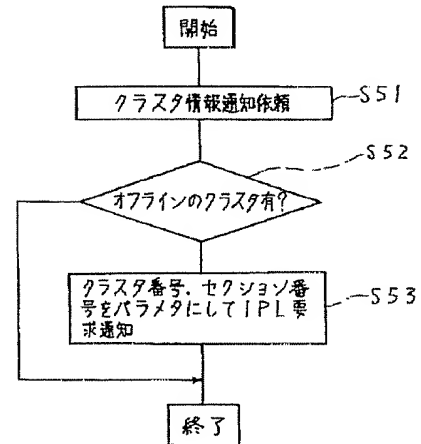 開始
クラスタ情報通知依頼
S51
S52
オフラインのクラスタ有?
クラスタ番号、セクション番
号をパラメタにしてIPL要
求通知
S53
終了